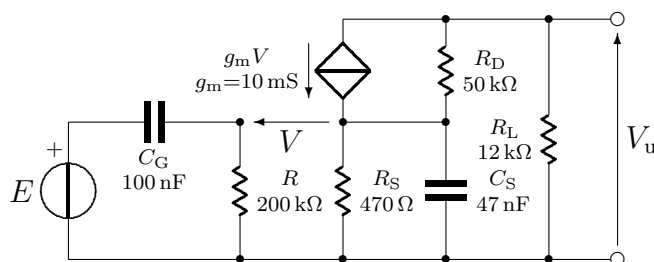 g_m V
g_m=10 mS
R_D
50 kΩ
R_L
12 kΩ
V_u
+
C_G
100 nF
V
E
R
200 kΩ
R_S
470 Ω
C_S
47 nF